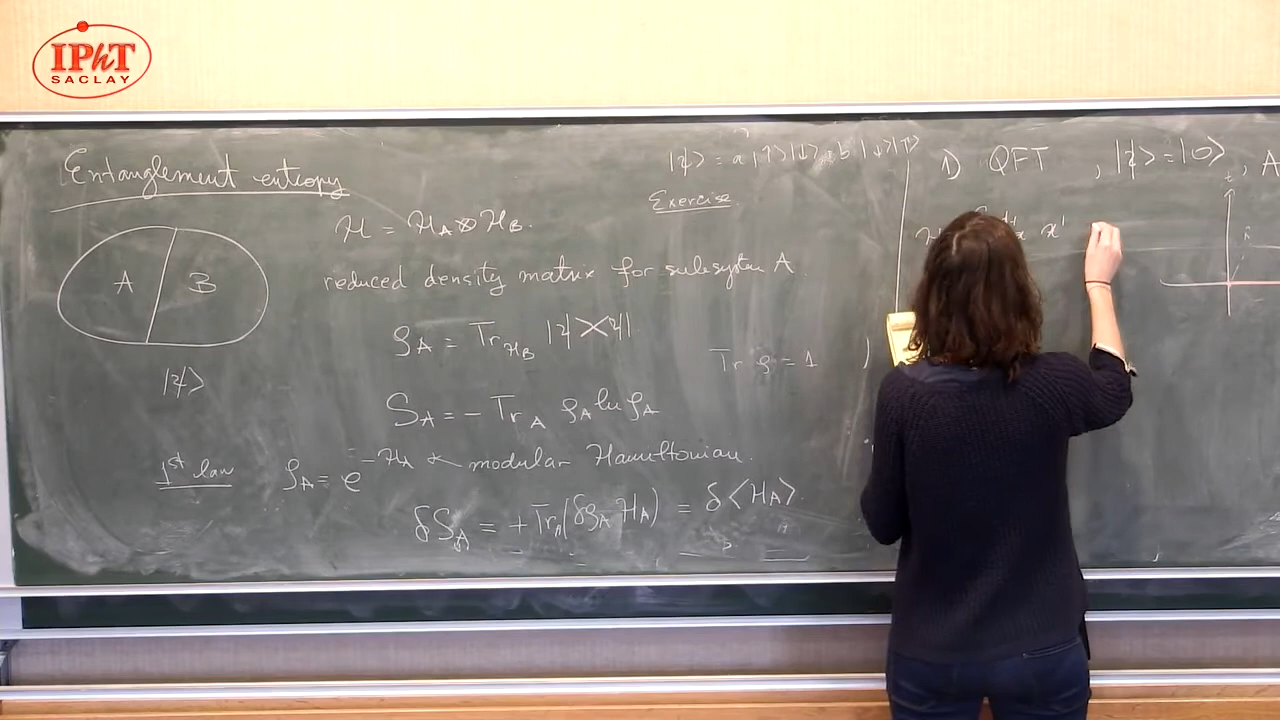 IPhT
SACLAY
Entanglement entropy
A B
|ψ>
H = H_A ⊗ H_B.
reduced density matrix for subsystem A
ρ_A = Tr_{H_B} |ψ><ψ|
S_A = - Tr_A ρ_A ln ρ_A
1st law ρ_A = e^{-H_A} ← modular Hamiltonian.
δS_A = + Tr_A(δρ_A H_A) = δ<H_A>
|ψ> = a |↑>|↓> + b |↓>|↑>
Exercise
Tr ρ = 1
1) QFT , |ψ> = |0> , A
t
x x'